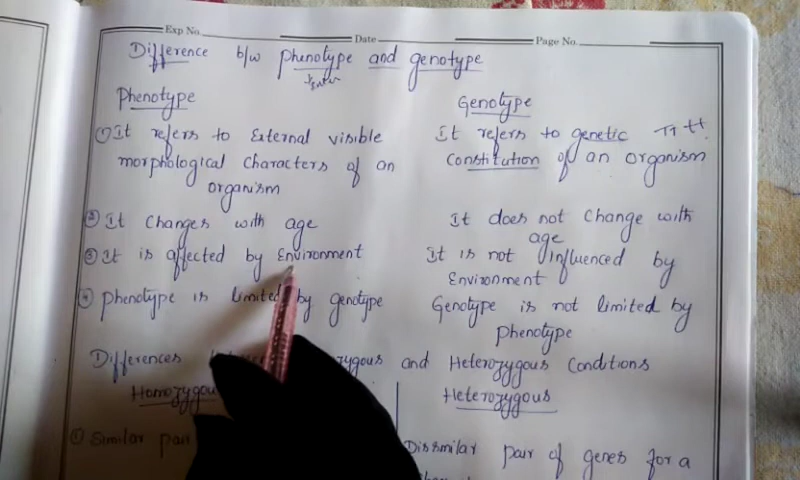 Exp No. Date Page No.
Difference b/w phenotype and genotype
Phenotype Genotype
① It refers to External visible It refers to genetic TT tt
morphological characters of an constitution of an organism
organism
② It changes with age It does not change with
age
③ It is affected by Environment It is not influenced by
Environment
④ Phenotype is limited by genotype Genotype is not limited by
Phenotype
Differences and Heterozygous Conditions
Heterozygous
① Similar pair Dissimilar pair of genes for a